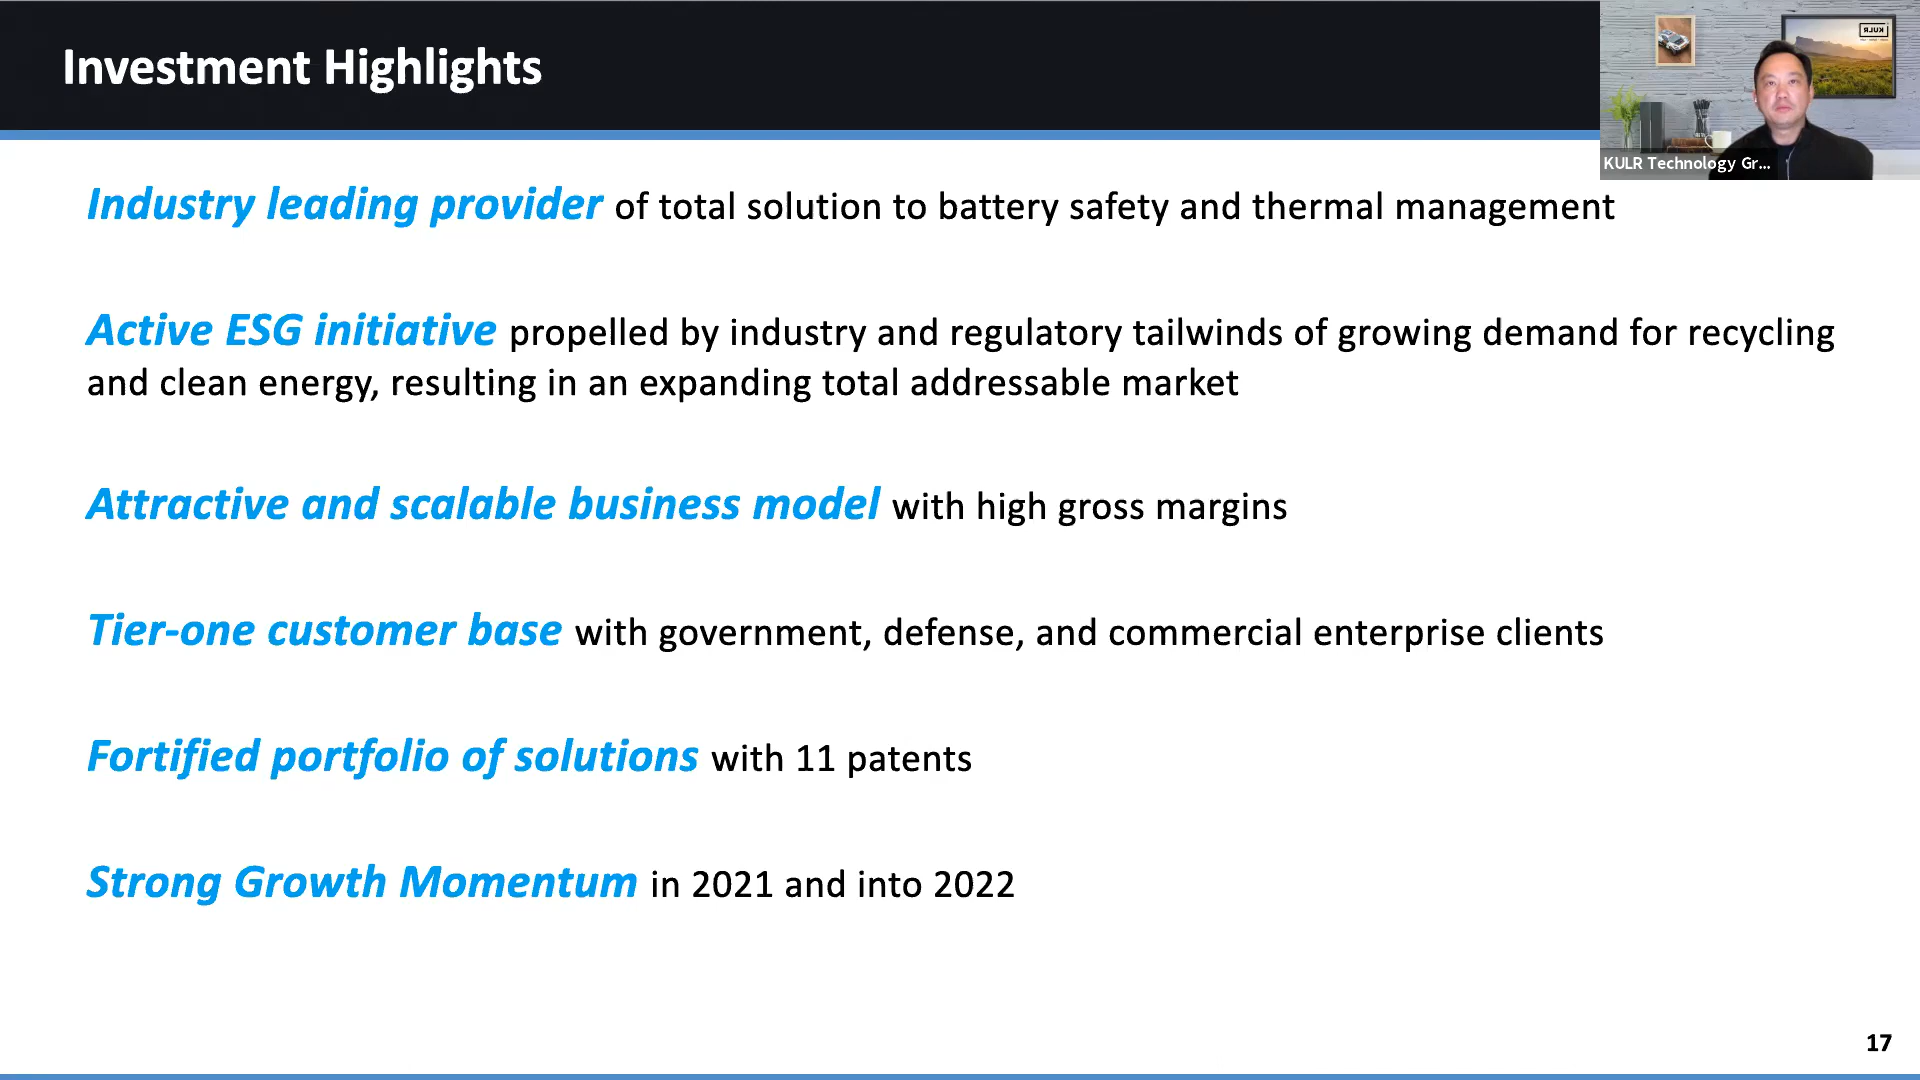 Investment Highlights
KULR
KULR Technology Gr...
Industry leading provider of total solution to battery safety and thermal management
Active ESG initiative propelled by industry and regulatory tailwinds of growing demand for recycling
and clean energy, resulting in an expanding total addressable market
Attractive and scalable business model with high gross margins
Tier-one customer base with government, defense, and commercial enterprise clients
Fortified portfolio of solutions with 11 patents
Strong Growth Momentum in 2021 and into 2022
17